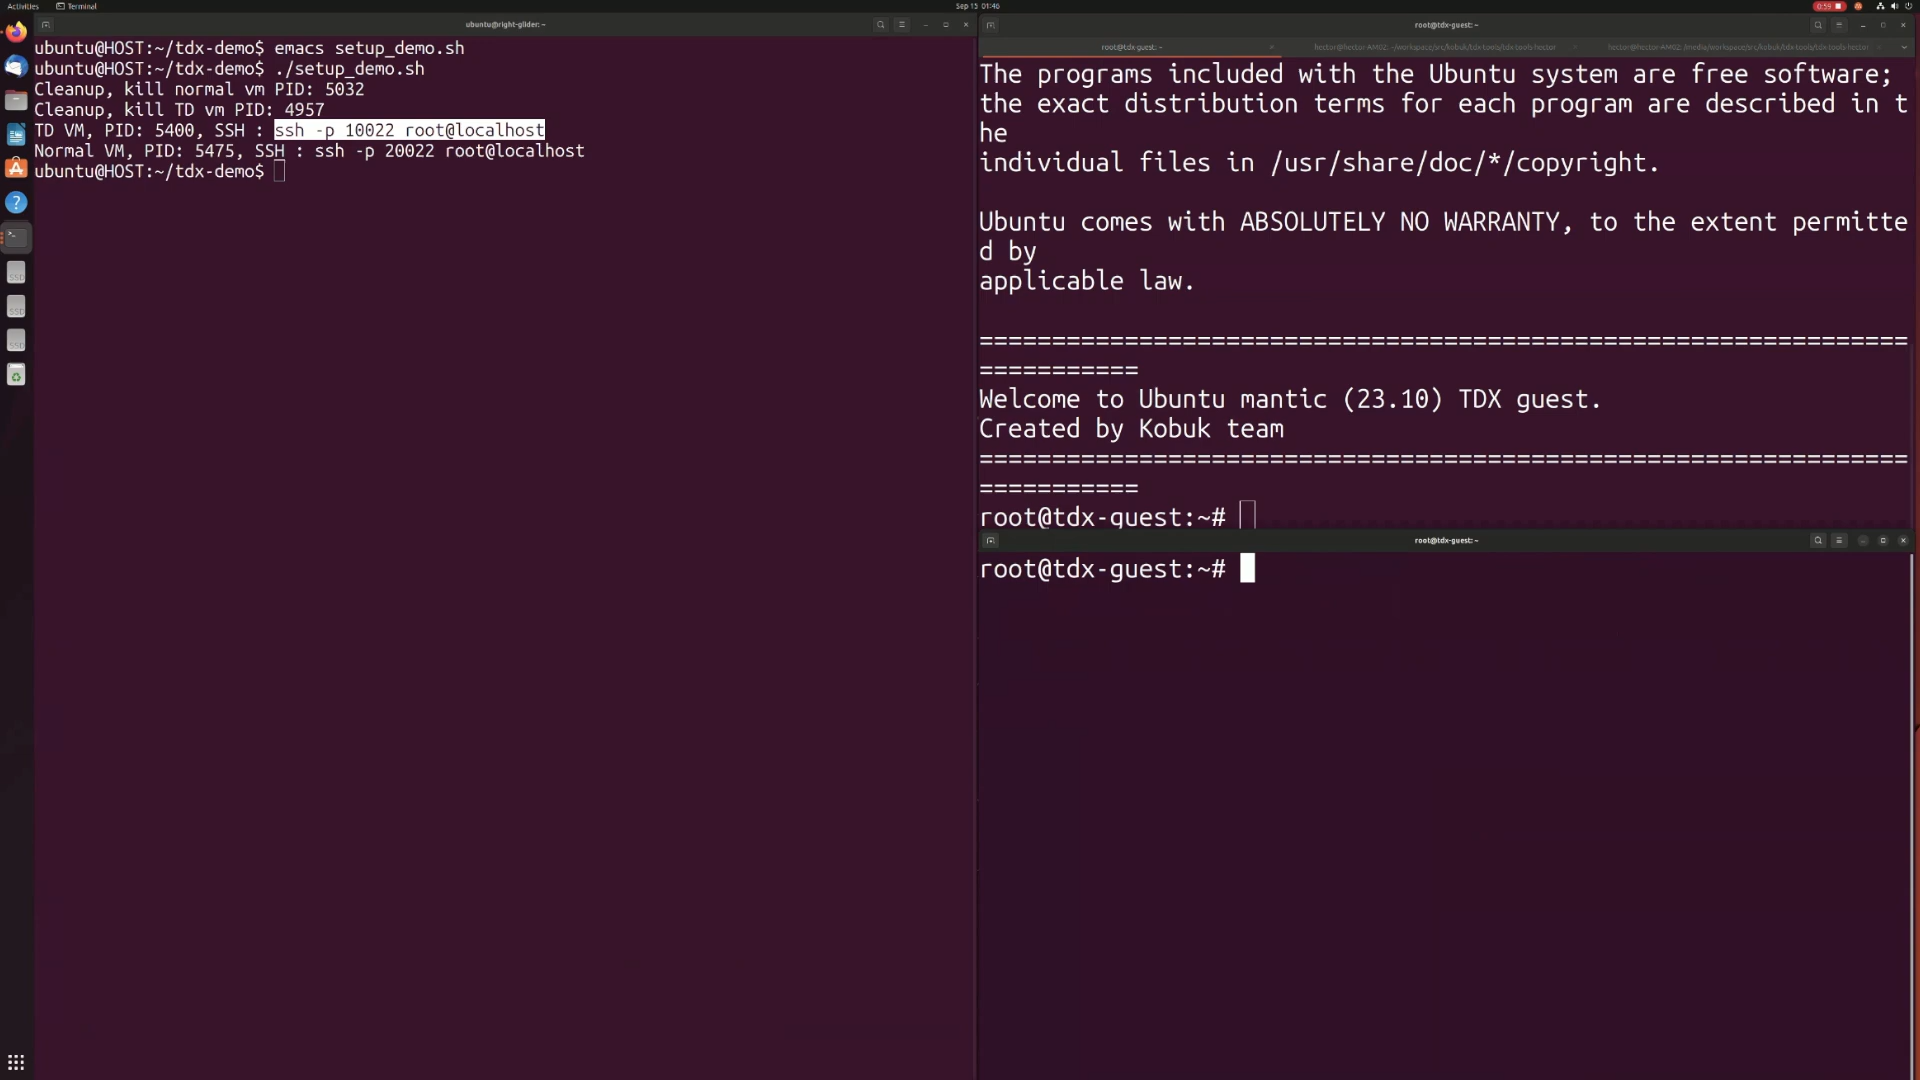 Activities
Terminal
Sep 15 01:46
0:59
ubuntu@right-glider: ~
ubuntu@HOST:~/tdx-demo$ emacs setup_demo.sh
ubuntu@HOST:~/tdx-demo$ ./setup_demo.sh
Cleanup, kill normal vm PID: 5032
Cleanup, kill TD vm PID: 4957
TD VM, PID: 5400, SSH : ssh -p 10022 root@localhost
Normal VM, PID: 5475, SSH : ssh -p 20022 root@localhost
ubuntu@HOST:~/tdx-demo$
SSD
SSD
SSD
root@tdx-guest: ~
root@tdx-guest: ~
The programs included with the Ubuntu system are free software;
the exact distribution terms for each program are described in t
he
individual files in /usr/share/doc/*/copyright.
Ubuntu comes with ABSOLUTELY NO WARRANTY, to the extent permitte
d by
applicable law.
================================================================
===========
Welcome to Ubuntu mantic (23.10) TDX guest.
Created by Kobuk team
================================================================
===========
root@tdx-guest:~#
root@tdx-guest: ~
root@tdx-guest:~#